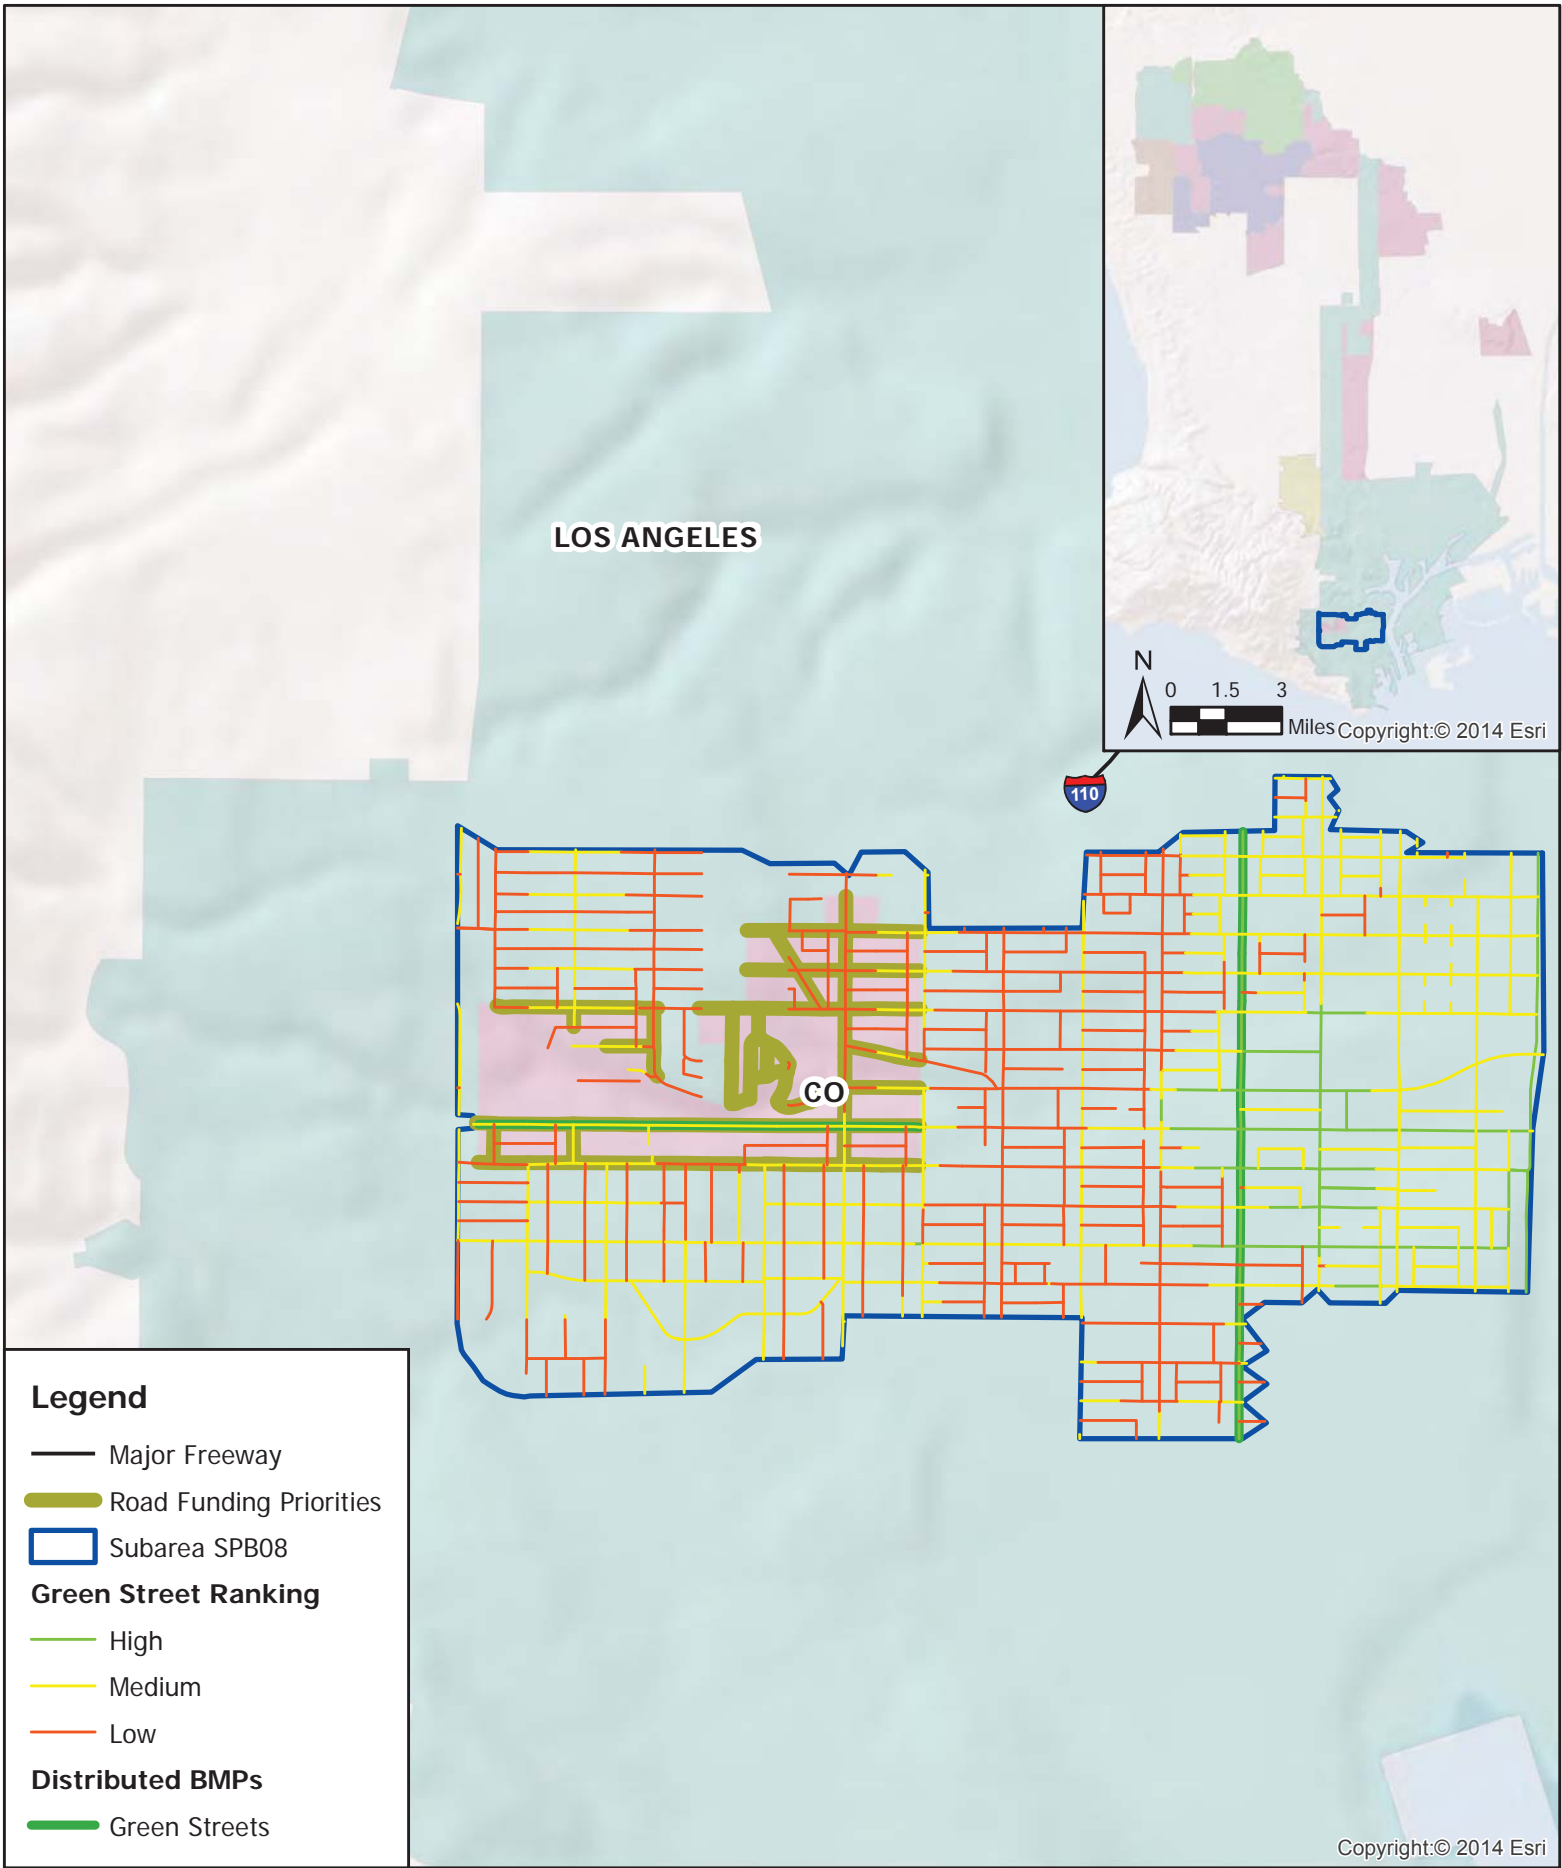 N
0 1.5 3
Miles
Copyright:© 2014 Esri
LOS ANGELES
110
CO
Legend
Major Freeway
Road Funding Priorities
Subarea SPB08
Green Street Ranking
High
Medium
Low
Distributed BMPs
Green Streets
Copyright:© 2014 Esri